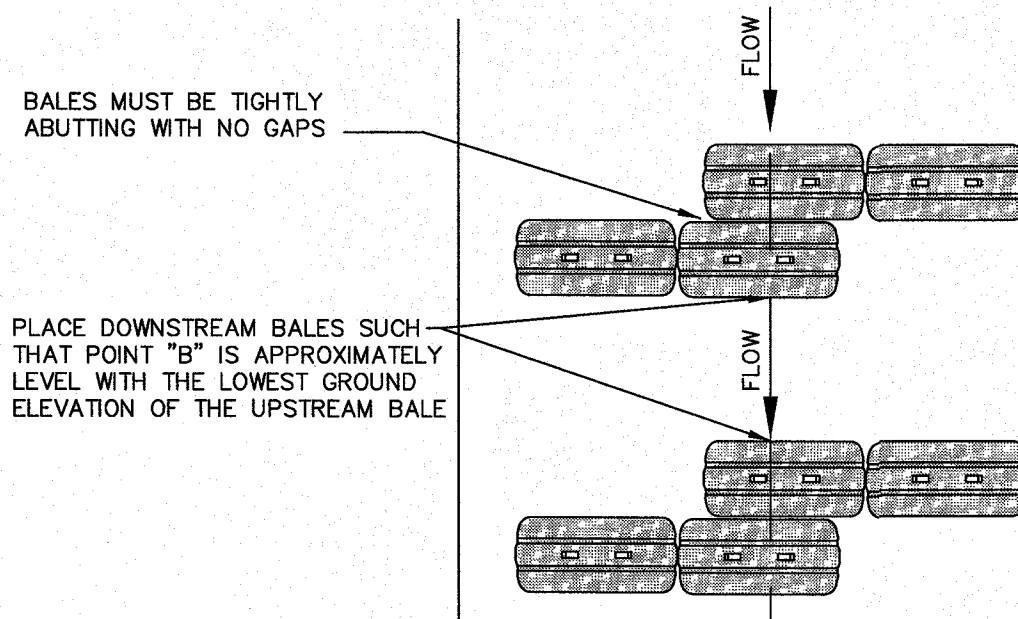 FLOW
BALES MUST BE TIGHTLY
ABUTTING WITH NO GAPS
PLACE DOWNSTREAM BALES SUCH
THAT POINT "B" IS APPROXIMATELY
LEVEL WITH THE LOWEST GROUND
ELEVATION OF THE UPSTREAM BALE
FLOW